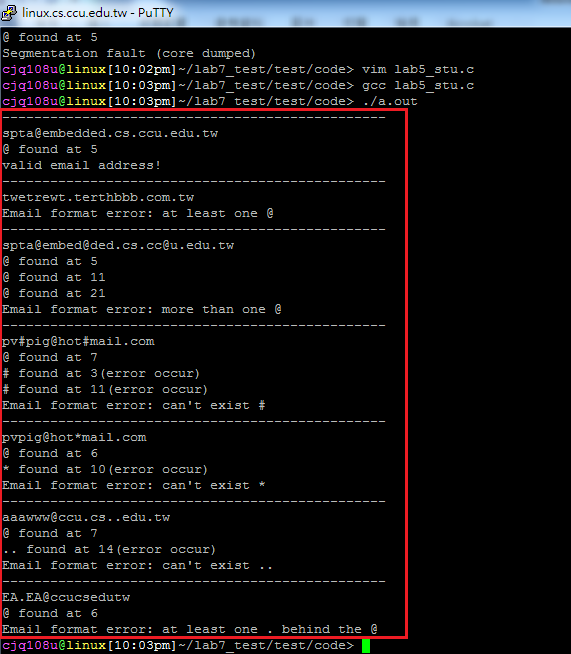 linux.cs.ccu.edu.tw - PuTTY
@ found at 5
Segmentation fault (core dumped)
cjq108u@linux[10:02pm]~/lab7_test/test/code> vim lab5_stu.c
cjq108u@linux[10:03pm]~/lab7_test/test/code> gcc lab5_stu.c
cjq108u@linux[10:03pm]~/lab7_test/test/code> ./a.out
------------------------------------------------
spta@embedded.cs.ccu.edu.tw
@ found at 5
valid email address!
------------------------------------------------
twetrewt.terthbbb.com.tw
Email format error: at least one @
------------------------------------------------
spta@embed@ded.cs.cc@u.edu.tw
@ found at 5
@ found at 11
@ found at 21
Email format error: more than one @
------------------------------------------------
pv#pig@hot#mail.com
@ found at 7
# found at 3(error occur)
# found at 11(error occur)
Email format error: can't exist #
------------------------------------------------
pvpig@hot*mail.com
@ found at 6
* found at 10(error occur)
Email format error: can't exist *
------------------------------------------------
aaawww@ccu.cs..edu.tw
@ found at 7
.. found at 14(error occur)
Email format error: can't exist ..
------------------------------------------------
EA.EA@ccucsedutw
@ found at 6
Email format error: at least one . behind the @
cjq108u@linux[10:03pm]~/lab7_test/test/code>